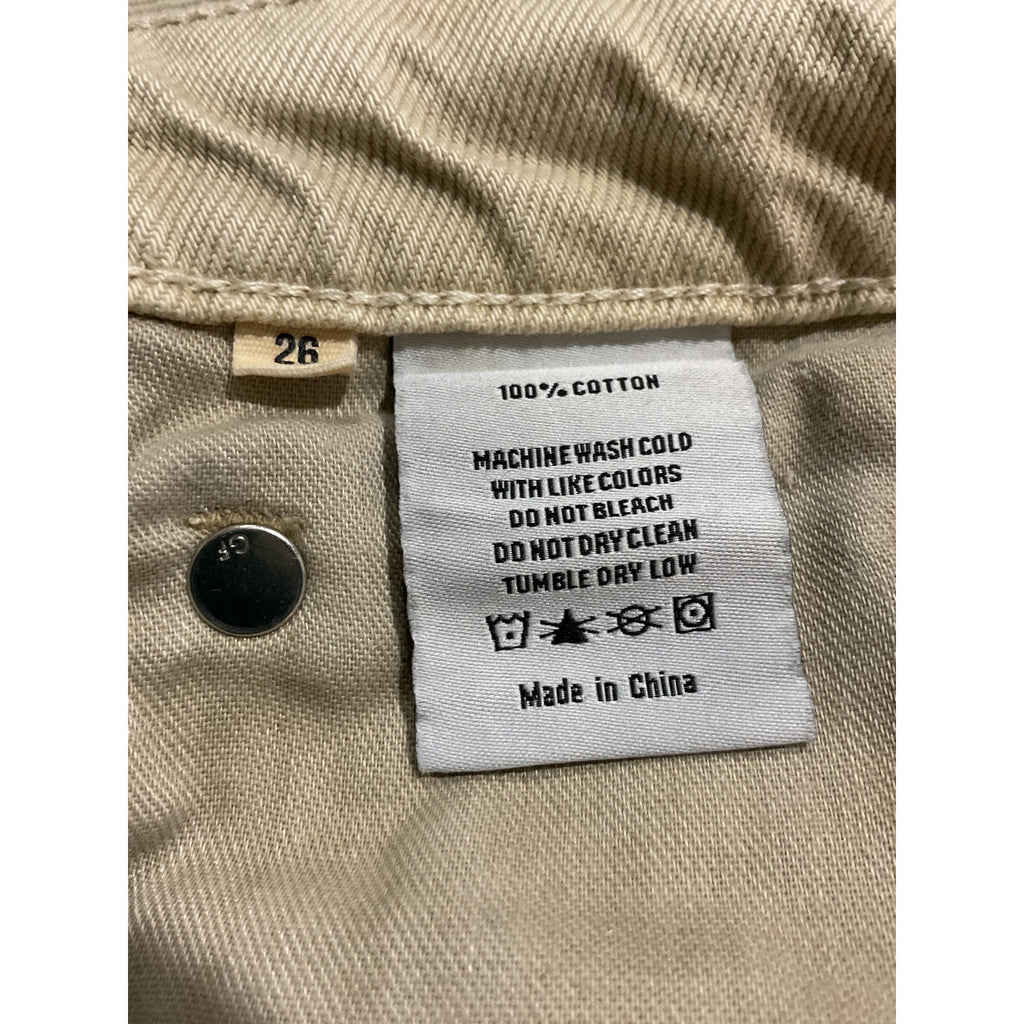 26
100% COTTON
MACHINE WASH COLD
WITH LIKE COLORS
DO NOT BLEACH
DO NOT DRY CLEAN
TUMBLE DRY LOW
Made in China
GF